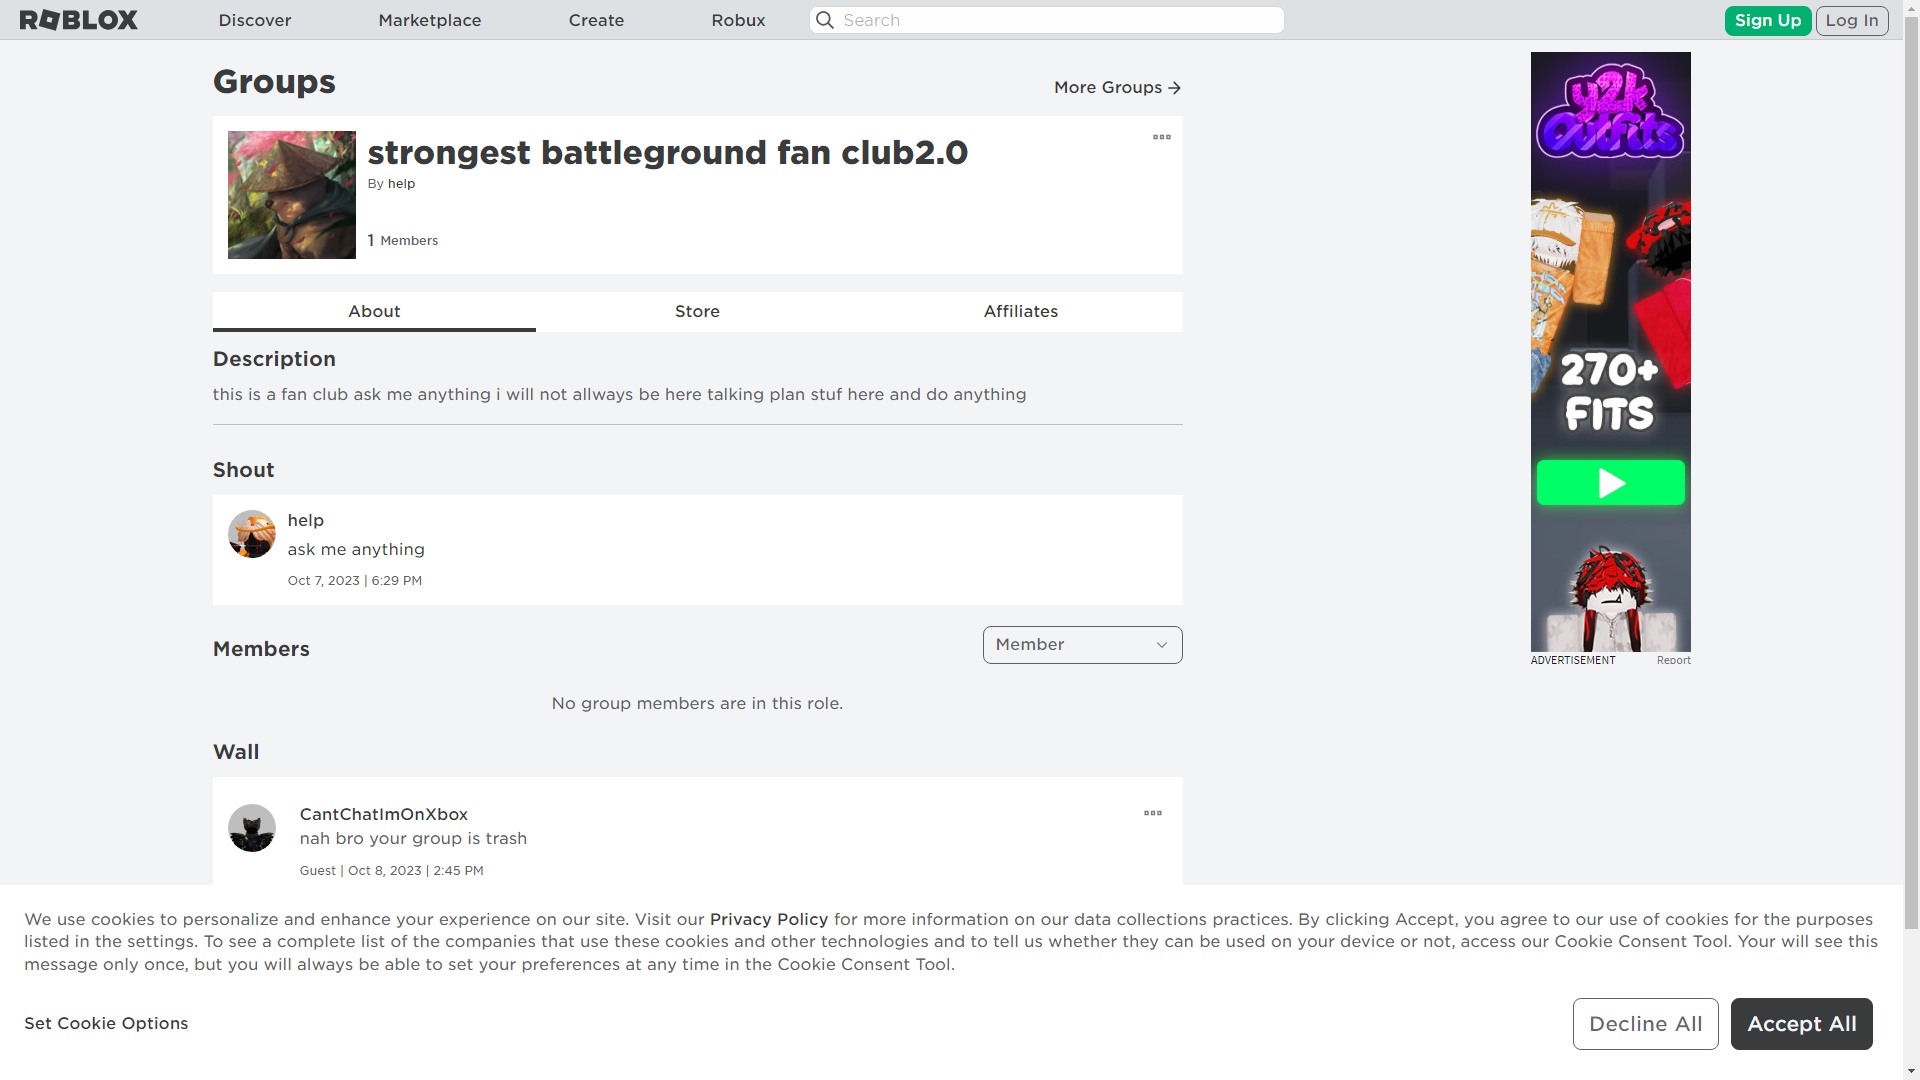 ROBLOX
Discover
Marketplace
Create
Robux
Search
Sign Up
Log In
Groups
More Groups
strongest battleground fan club2.0
By help
1 Members
About
Store
Affiliates
Description
this is a fan club ask me anything i will not allways be here talking plan stuf here and do anything
Shout
help
ask me anything
Oct 7, 2023 | 6:29 PM
Members
Member
No group members are in this role.
Wall
CantChatImOnXbox
nah bro your group is trash
Guest | Oct 8, 2023 | 2:45 PM
y2k
Outfits
270+
FITS
ADVERTISEMENT
Report
We use cookies to personalize and enhance your experience on our site. Visit our Privacy Policy for more information on our data collections practices. By clicking Accept, you agree to our use of cookies for the purposes
listed in the settings. To see a complete list of the companies that use these cookies and other technologies and to tell us whether they can be used on your device or not, access our Cookie Consent Tool. Your will see this
message only once, but you will always be able to set your preferences at any time in the Cookie Consent Tool.
Set Cookie Options
Decline All
Accept All